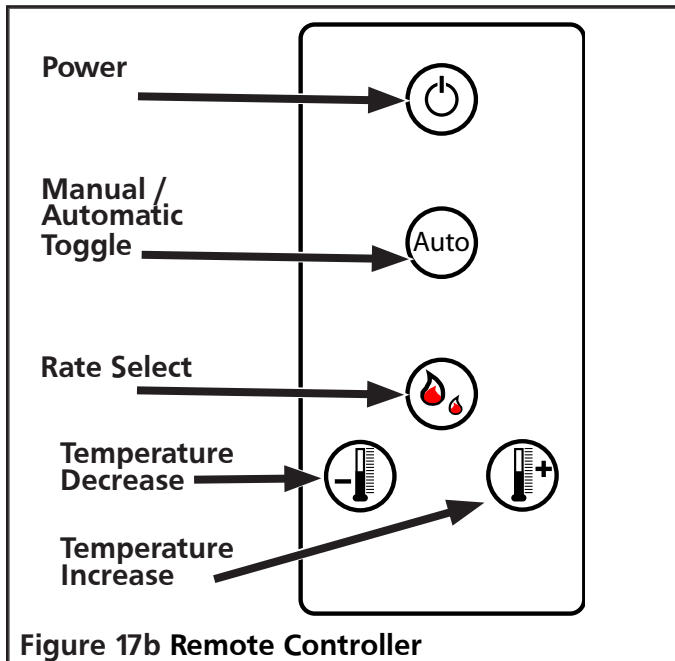 Power
Manual /
Automatic
Toggle
Auto
Rate Select
Temperature
Decrease
-
+
Temperature
Increase
Figure 17b Remote Controller